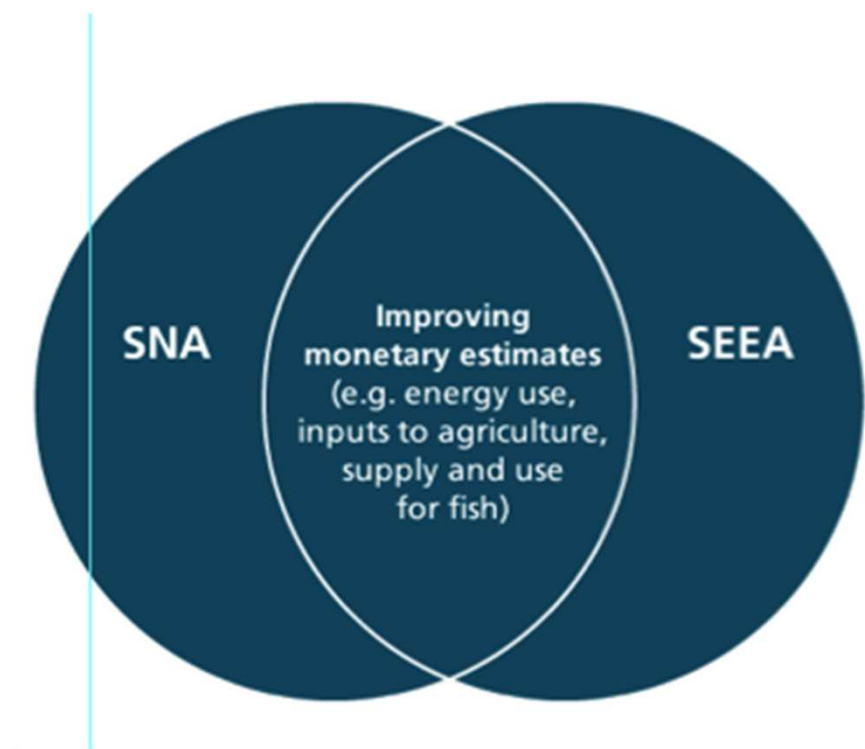 SNA
Improving
monetary estimates
(e.g. energy use,
inputs to agriculture,
supply and use
for fish)
SEEA